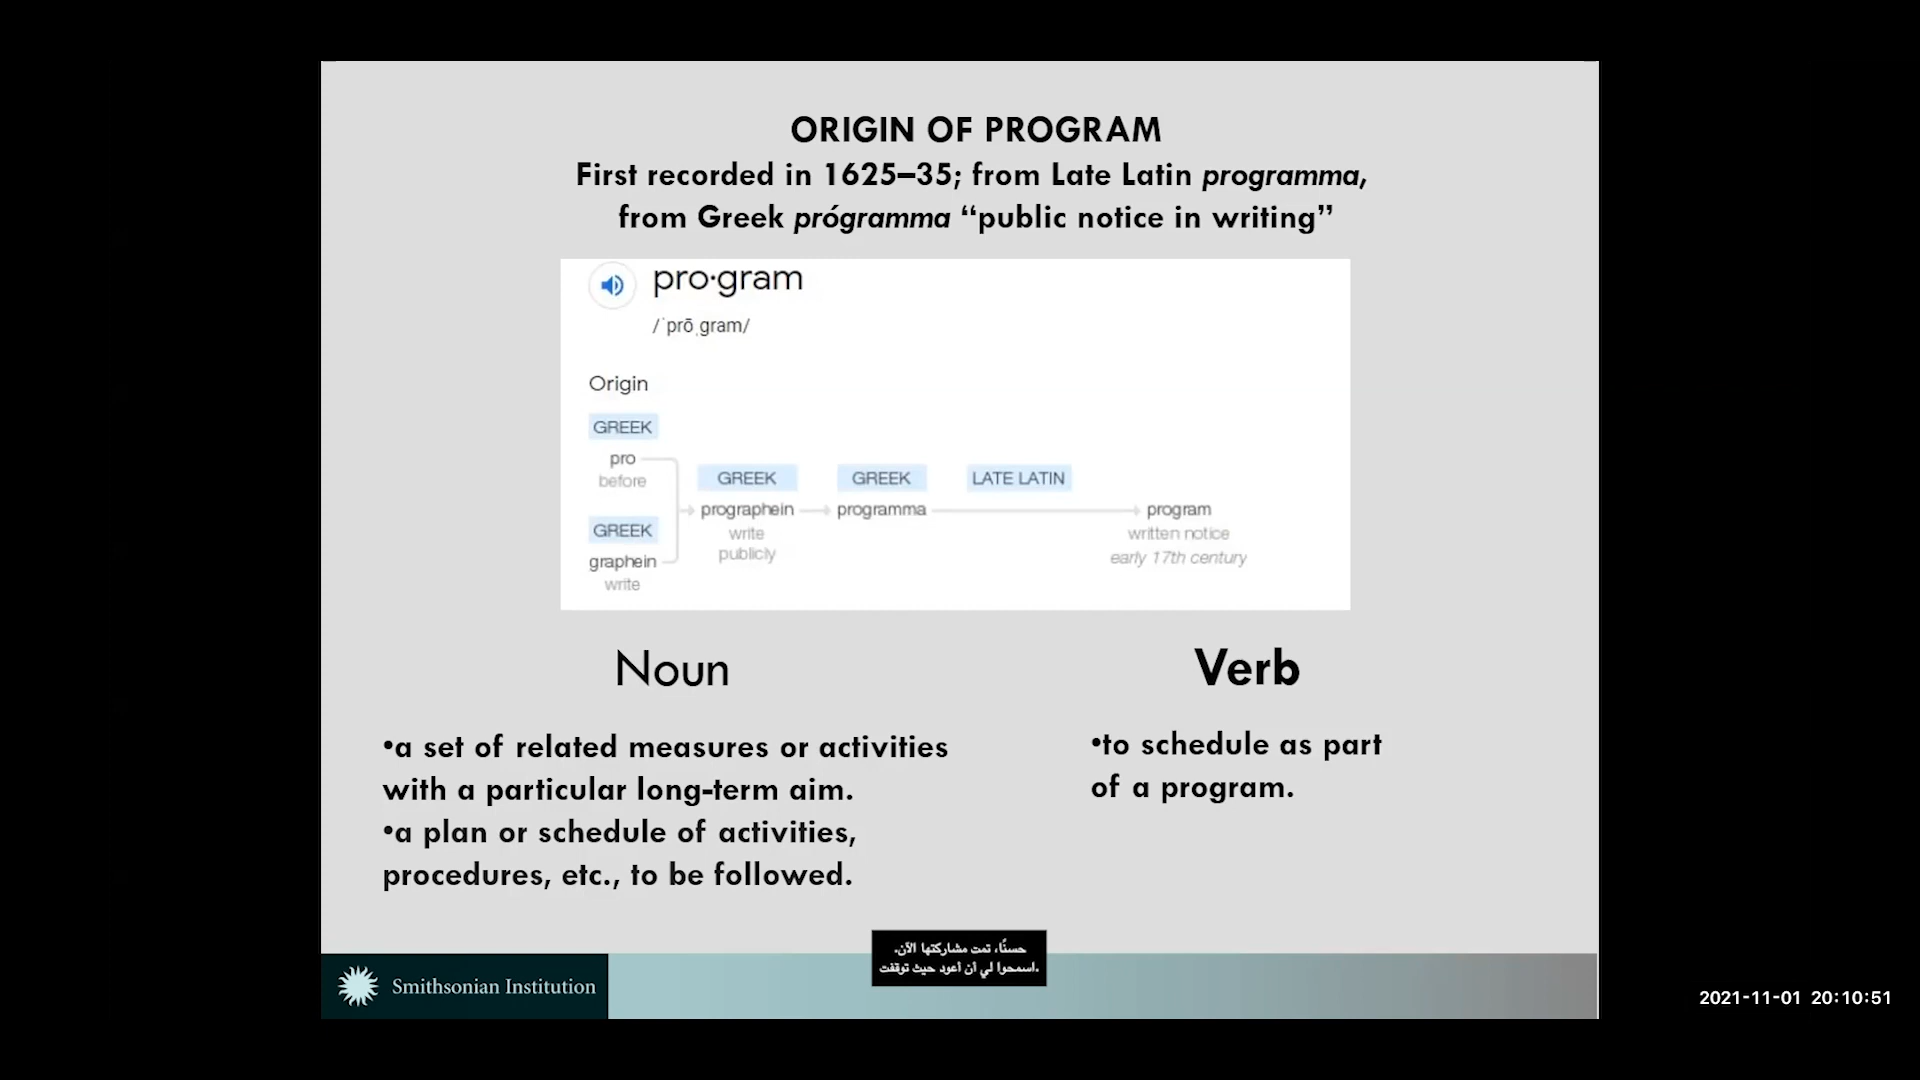 ORIGIN OF PROGRAM
First recorded in 1625–35; from Late Latin programma,
from Greek prógramma “public notice in writing”
pro·gram
/ˈprōˌgram/
Origin
GREEK
pro
before
GREEK
graphein
write
GREEK
prographein
write
publicly
GREEK
programma
LATE LATIN
program
written notice
early 17th century
Noun
•a set of related measures or activities
with a particular long-term aim.
•a plan or schedule of activities,
procedures, etc., to be followed.
Verb
•to schedule as part
of a program.
حسنًا، تمت مشاركتها الآن.
اسمحوا لي أن أعود حيث توقفت.
Smithsonian Institution
2021-11-01 20:10:51